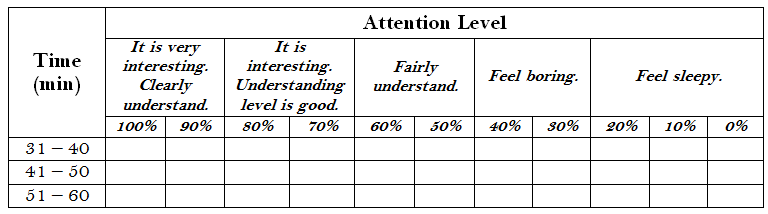 Attention Level
Time
(min)
It is very
interesting.
Clearly
understand.
It is
interesting.
Understanding
level is good.
Fairly
understand.
Feel boring.
Feel sleepy.
100% 90% 80% 70% 60% 50% 40% 30% 20% 10% 0%
31 – 40
41 – 50
51 – 60